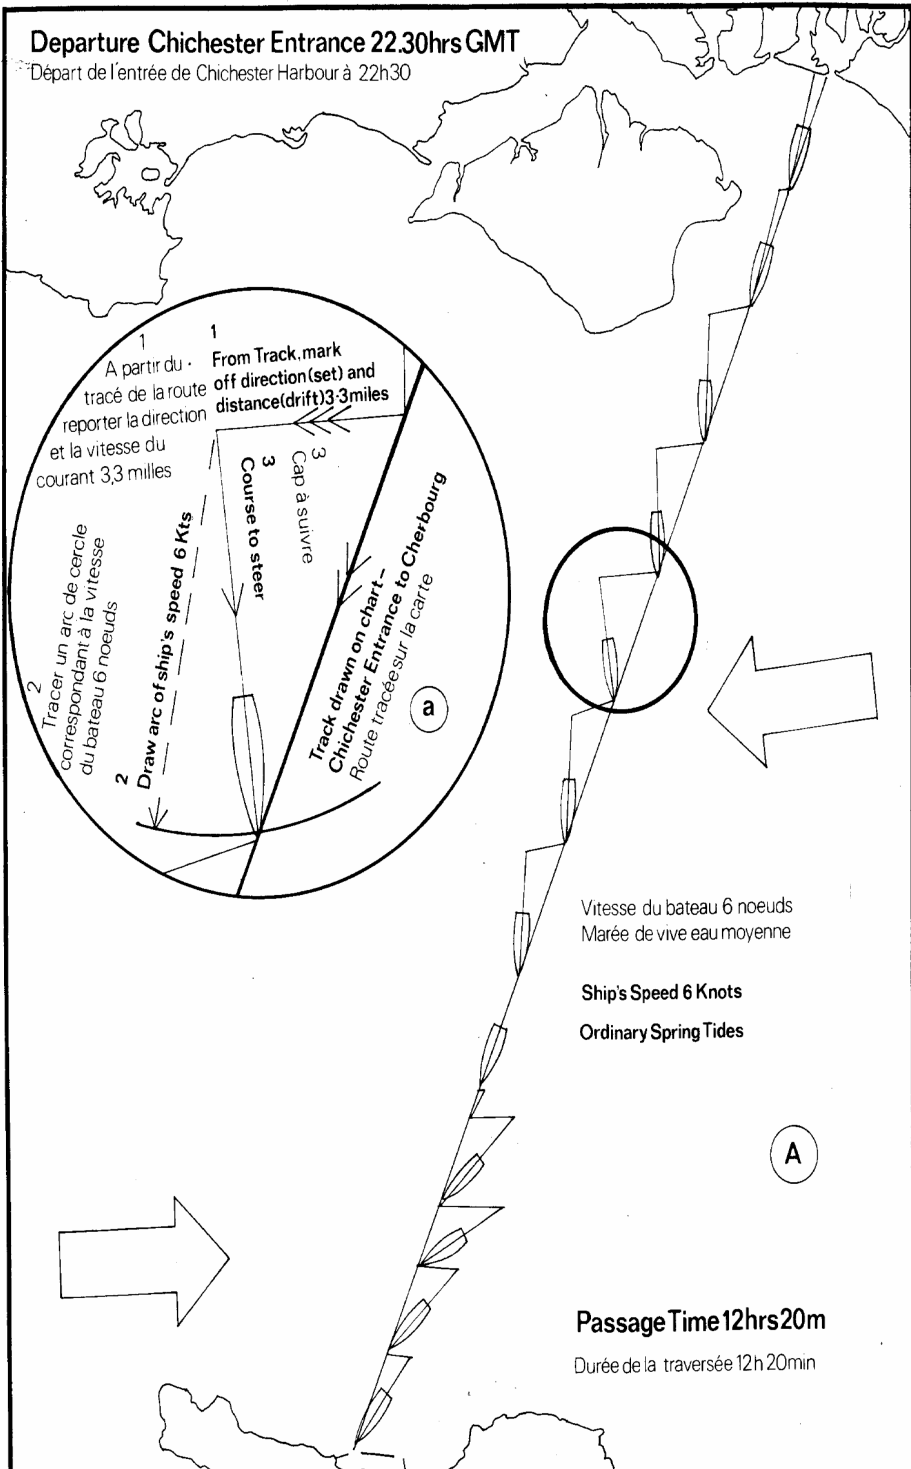 Departure Chichester Entrance 22.30hrs GMT
Départ de l'entrée de Chichester Harbour à 22h30
1
A partir du
tracé de la route
reporter la direction
et la vitesse du
courant 3,3 milles
1
From Track, mark
off direction (set) and
distance (drift) 3·3 miles
2
Tracer un arc de cercle
correspondant à la vitesse
du bateau 6 noeuds
2
Draw arc of ship's speed 6 Kts
3
Course to steer
3
Cap à suivre
Track drawn on chart –
Chichester Entrance to Cherbourg
Route tracée sur la carte
a
Vitesse du bateau 6 noeuds
Marée de vive eau moyenne
Ship's Speed 6 Knots
Ordinary Spring Tides
A
Passage Time 12hrs 20m
Durée de la traversée 12h 20min